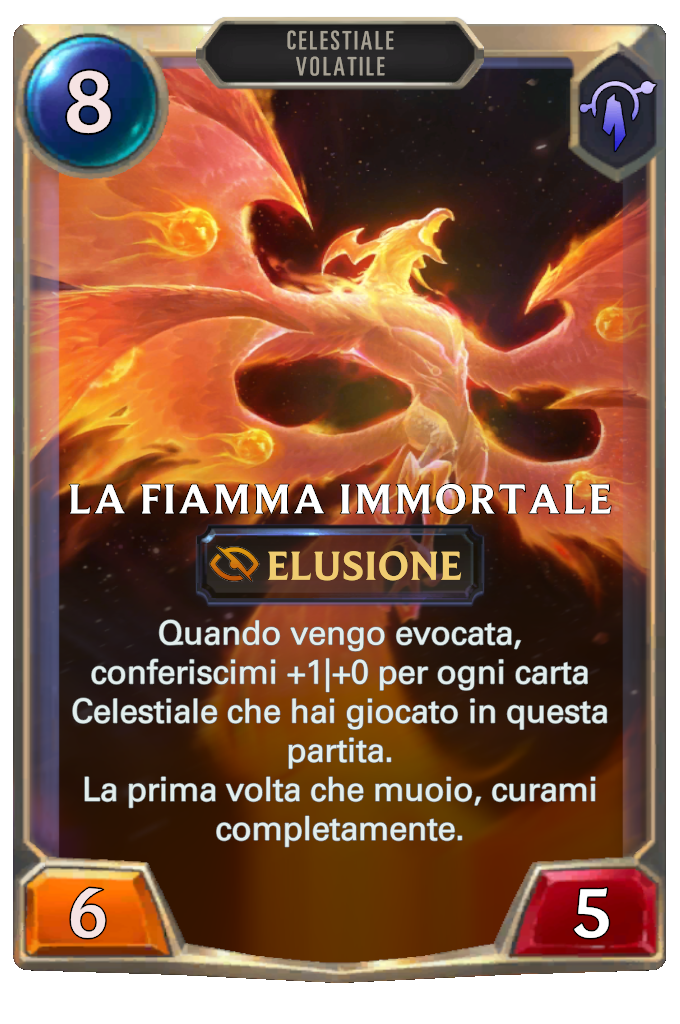 CELESTIALE
VOLATILE
8
LA FIAMMA IMMORTALE
ELUSIONE
Quando vengo evocata,
conferiscimi +1|+0 per ogni carta
Celestiale che hai giocato in questa
partita.
La prima volta che muoio, curami
completamente.
6
5